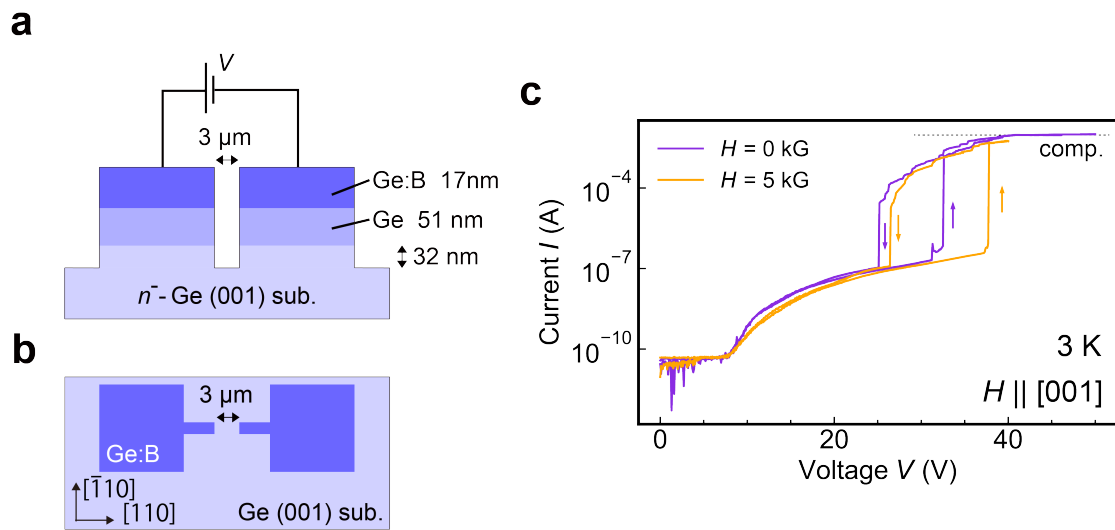 a
V
3 μm
Ge:B 17nm
Ge 51 nm
32 nm
n⁻- Ge (001) sub.
b
3 μm
Ge:B
[1̅10]
[110]
Ge (001) sub.
c
H = 0 kG
H = 5 kG
comp.
10⁻⁴
10⁻⁷
10⁻¹⁰
Current I (A)
3 K
H || [001]
0 20 40
Voltage V (V)